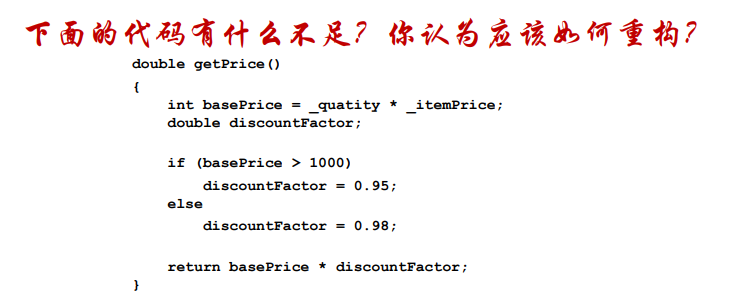 下面的代码有什么不足？你认为应该如何重构？
double getPrice()
{
int basePrice = _quatity * _itemPrice;
double discountFactor;
if (basePrice > 1000)
discountFactor = 0.95;
else
discountFactor = 0.98;
return basePrice * discountFactor;
}